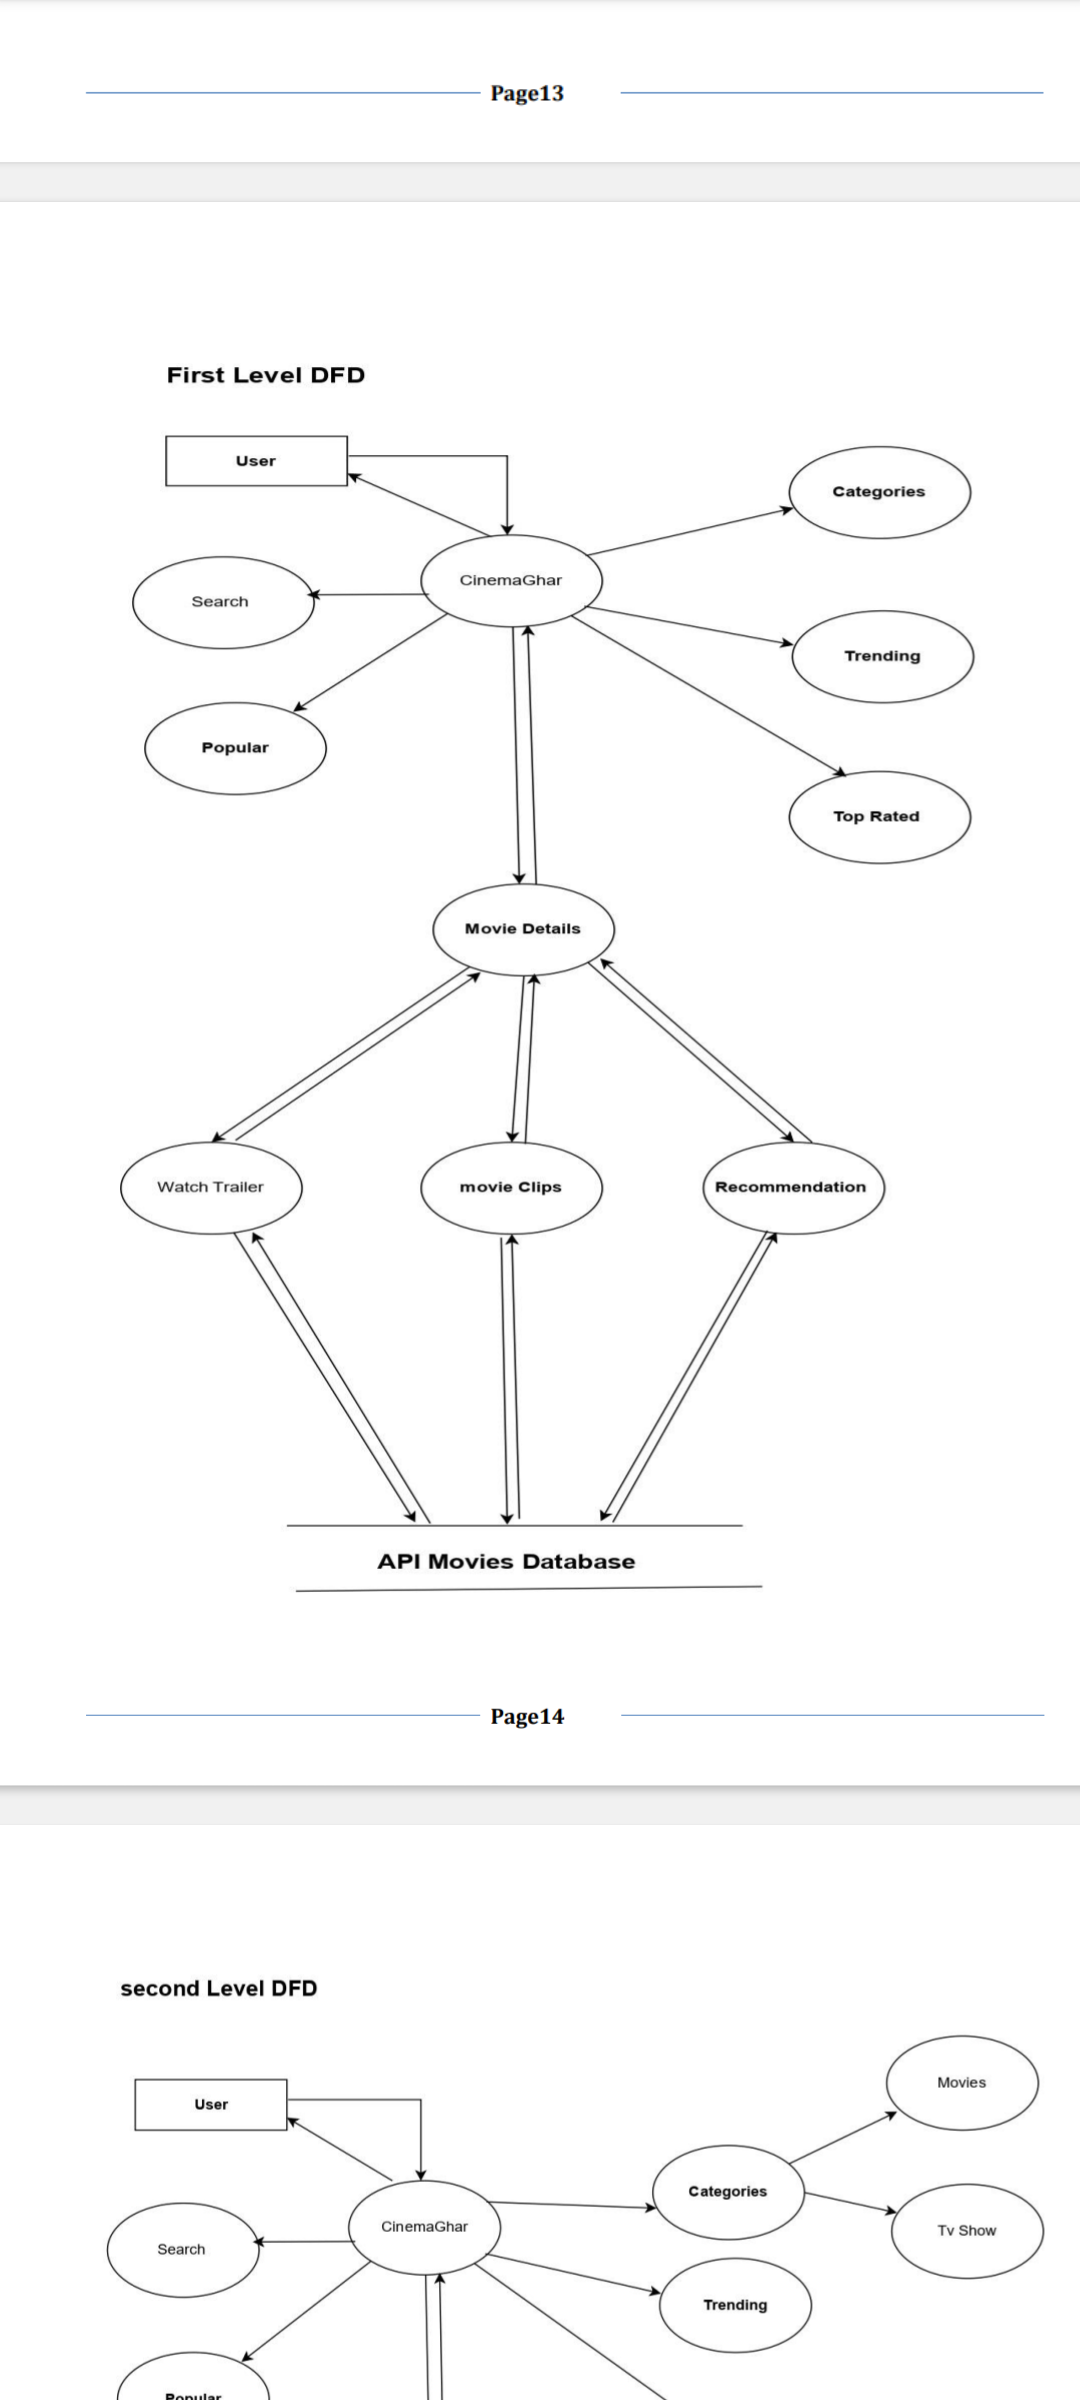 Page13
First Level DFD
User
Categories
CinemaGhar
Search
Trending
Popular
Top Rated
Movie Details
Watch Trailer
movie Clips
Recommendation
API Movies Database
Page14
second Level DFD
Movies
User
Categories
CinemaGhar
Tv Show
Search
Trending
Popular